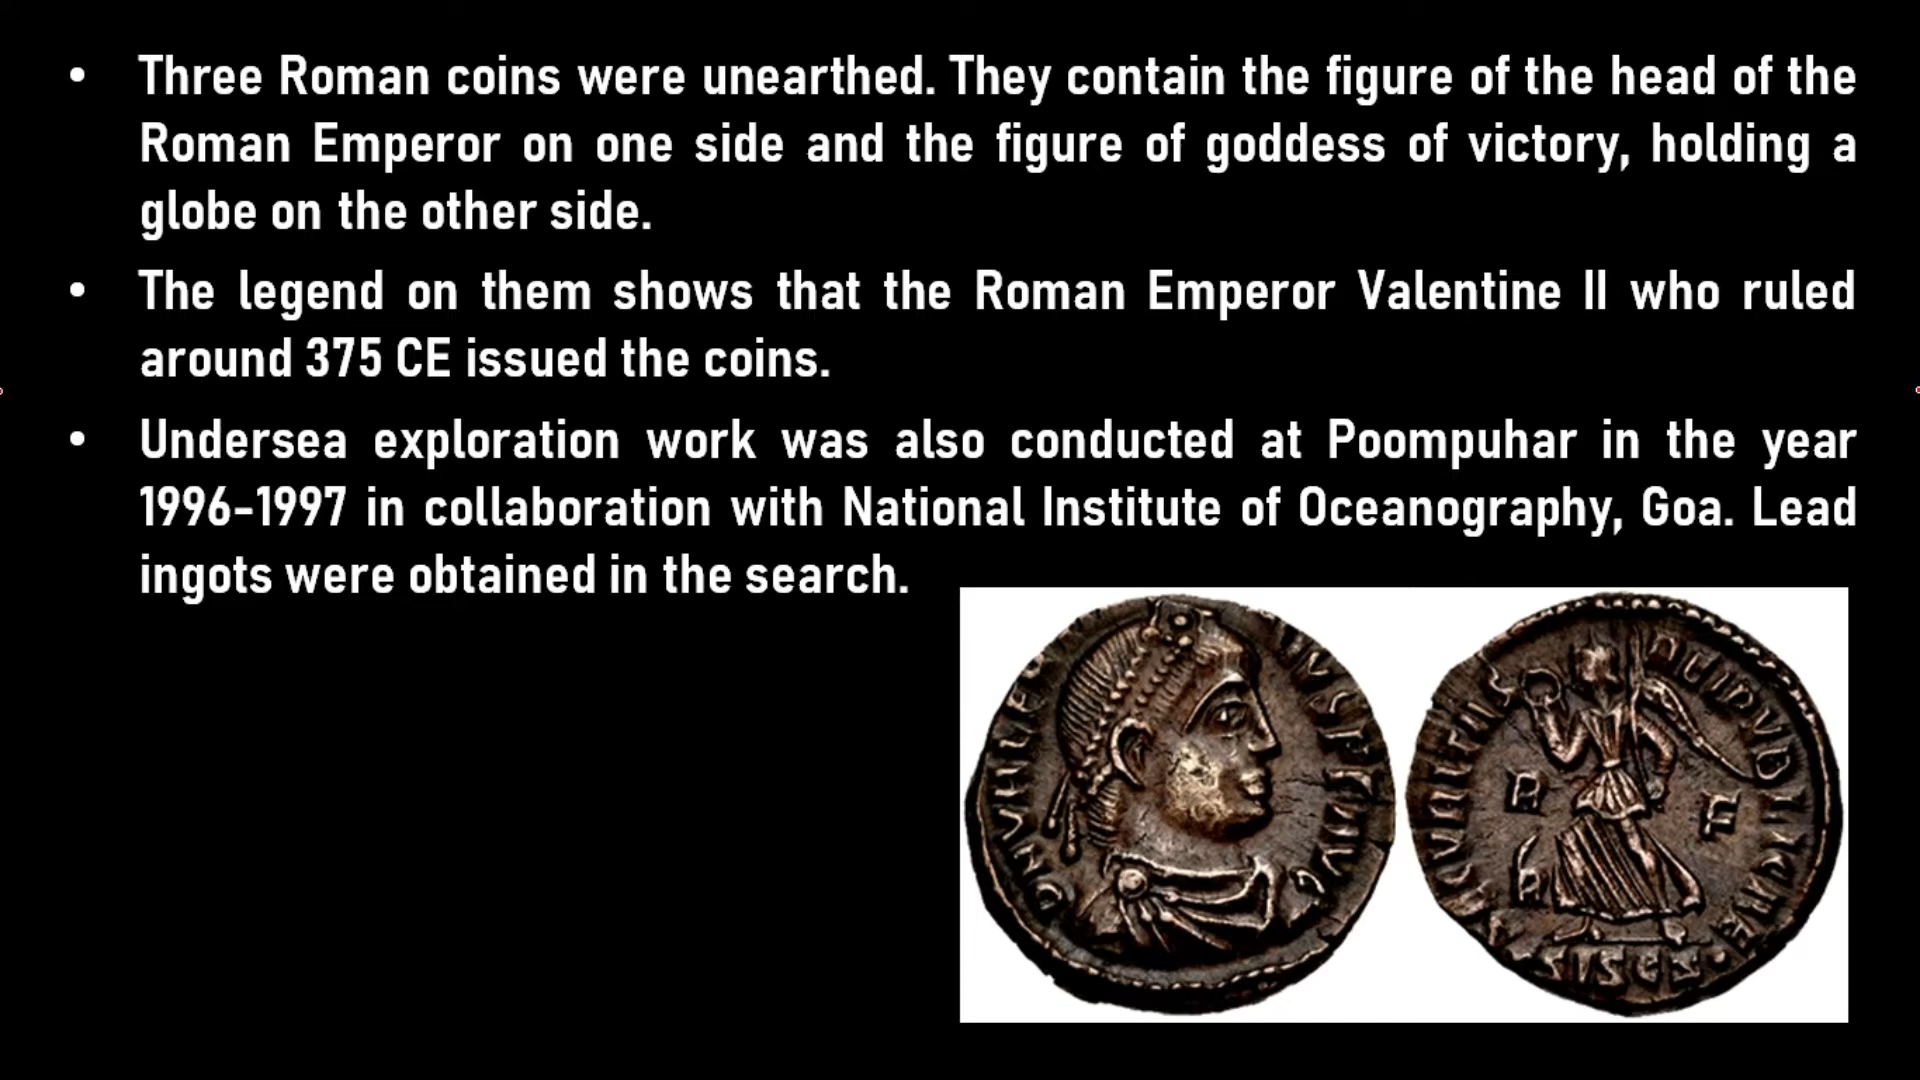 • Three Roman coins were unearthed. They contain the figure of the head of the
Roman Emperor on one side and the figure of goddess of victory, holding a
globe on the other side.
• The legend on them shows that the Roman Emperor Valentine II who ruled
around 375 CE issued the coins.
• Undersea exploration work was also conducted at Poompuhar in the year
1996-1997 in collaboration with National Institute of Oceanography, Goa. Lead
ingots were obtained in the search.